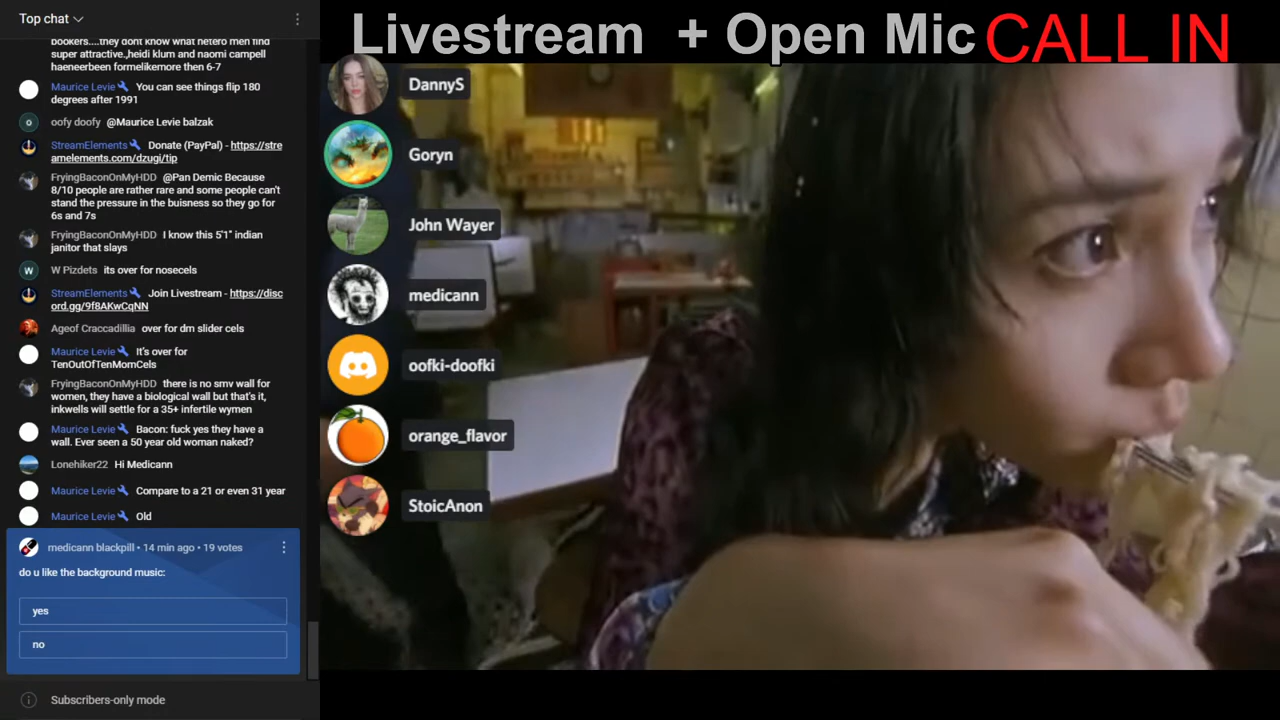 Top chat
bookers....they dont know what hetero men find
super attractive.,heidi klum and naomi campell
haeneerbeen formelikemore then 6-7
Maurice Levie You can see things flip 180
degrees after 1991
oofy doofy @Maurice Levie balzak
StreamElements Donate (PayPal) - https://stre
amelements.com/dzugi/tip
FryingBaconOnMyHDD @Pan Demic Because
8/10 people are rather rare and some people can't
stand the pressure in the buisness so they go for
6s and 7s
FryingBaconOnMyHDD I know this 5'1" indian
janitor that slays
W Pizdets its over for nosecels
StreamElements Join Livestream - https://disc
ord.gg/9f8AKwCqNN
Ageof Craccadillia over for dm slider cels
Maurice Levie It's over for
TenOutOfTenMomCels
FryingBaconOnMyHDD there is no smv wall for
women, they have a biological wall but that's it,
inkwells will settle for a 35+ infertile wymen
Maurice Levie Bacon: fuck yes they have a
wall. Ever seen a 50 year old woman naked?
Lonehiker22 Hi Medicann
Maurice Levie Compare to a 21 or even 31 year
Maurice Levie Old
medicann blackpill • 14 min ago • 19 votes
do u like the background music:
yes
no
Subscribers-only mode
Livestream + Open Mic CALL IN
DannyS
Goryn
John Wayer
medicann
oofki-doofki
orange_flavor
StoicAnon